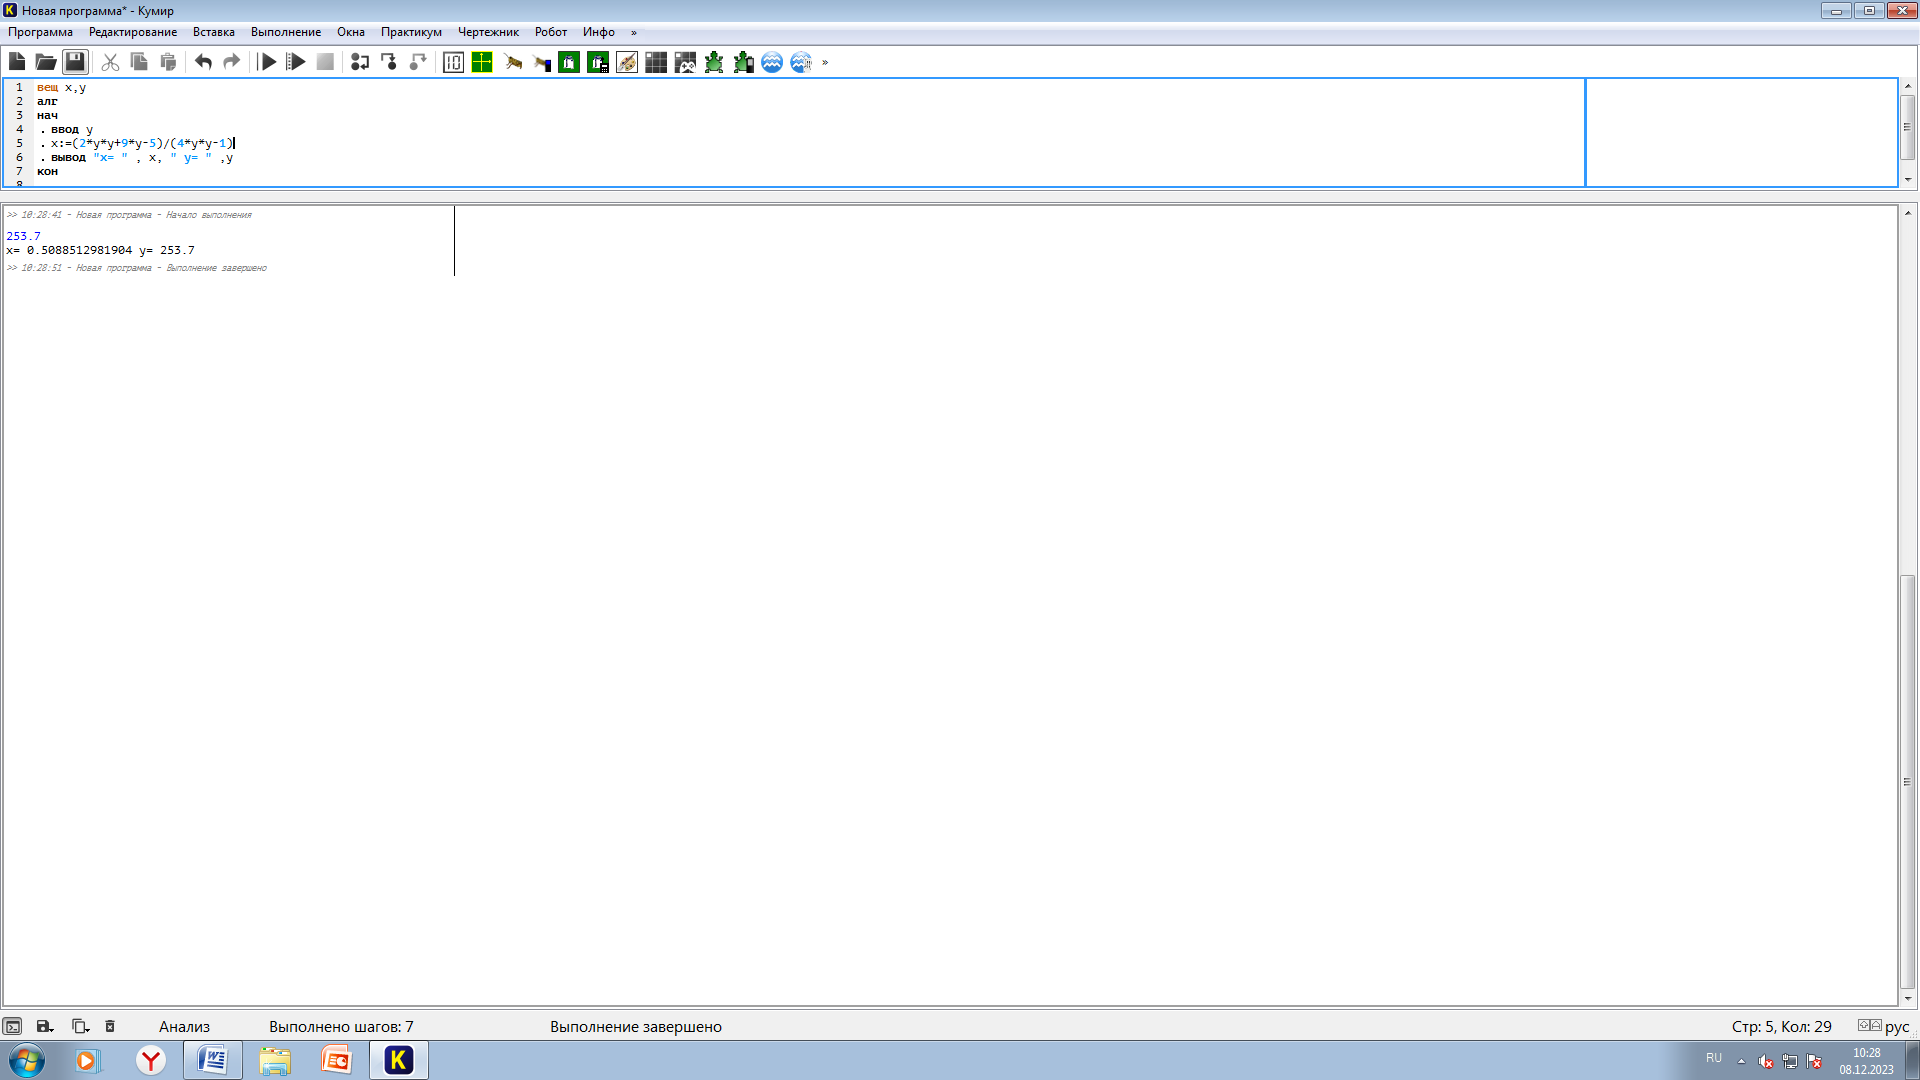 Новая программа* - Кумир
Программа Редактирование Вставка Выполнение Окна Практикум Чертежник Робот Инфо »
1 вещ x,y
2 алг
3 нач
4 . ввод y
5 . x:=(2*y*y+9*y-5)/(4*y*y-1)
6 . вывод "x= " , x, " y= " ,y
7 кон
8
>> 10:28:41 - Новая программа - Начало выполнения
253.7
x= 0.5088512981904 y= 253.7
>> 10:28:51 - Новая программа - Выполнение завершено
Анализ Выполнено шагов: 7 Выполнение завершено Стр: 5, Кол: 29 рус
RU 10:28
08.12.2023